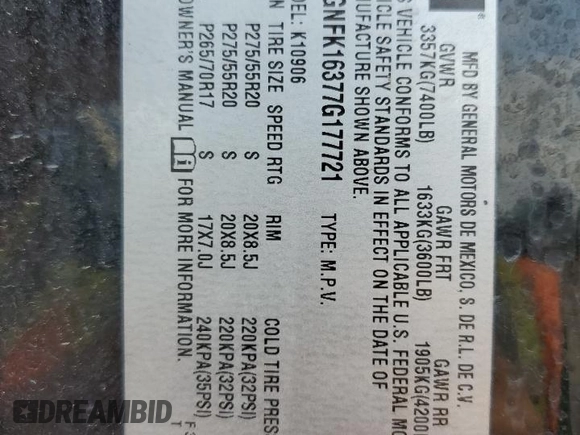 ®
MFD BY GENERAL MOTORS DE MEXICO, S. DE R.L. DE C.V.
GVWR GAWR FRT GAWR RR
3357KG(7400LB) 1633KG(3600LB) 1905KG(4200
VEHICLE CONFORMS TO ALL APPLICABLE U.S. FEDERAL
SAFETY STANDARDS IN EFFECT ON THE DATE OF
SHOWN ABOVE.
GNFK16377G177721 TYPE: M.P.V.
K10906
TIRE SIZE SPEED RTG RIM COLD TIRE PRES
P275/55R20 S 20X8.5J 220KPA(32PSI)
P275/55R20 S 20X8.5J 220KPA(32PSI)
P265/70R17 S 17X7.0J 240KPA(35PSI)
OWNER'S MANUAL FOR MORE INFORMATION.
DREAMBID